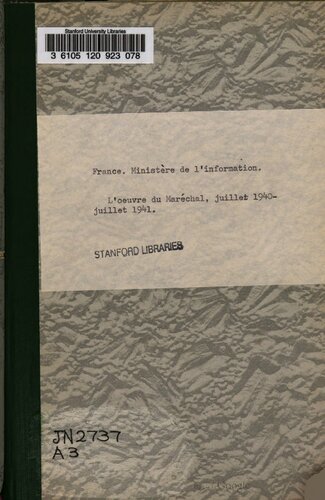 Stanford University Libraries
3 6105 120 923 078
France. Ministère de l'information.
L'oeuvre du Maréchal, juillet 1940-
juillet 1941.
STANFORD LIBRARIES
JN2737
A3